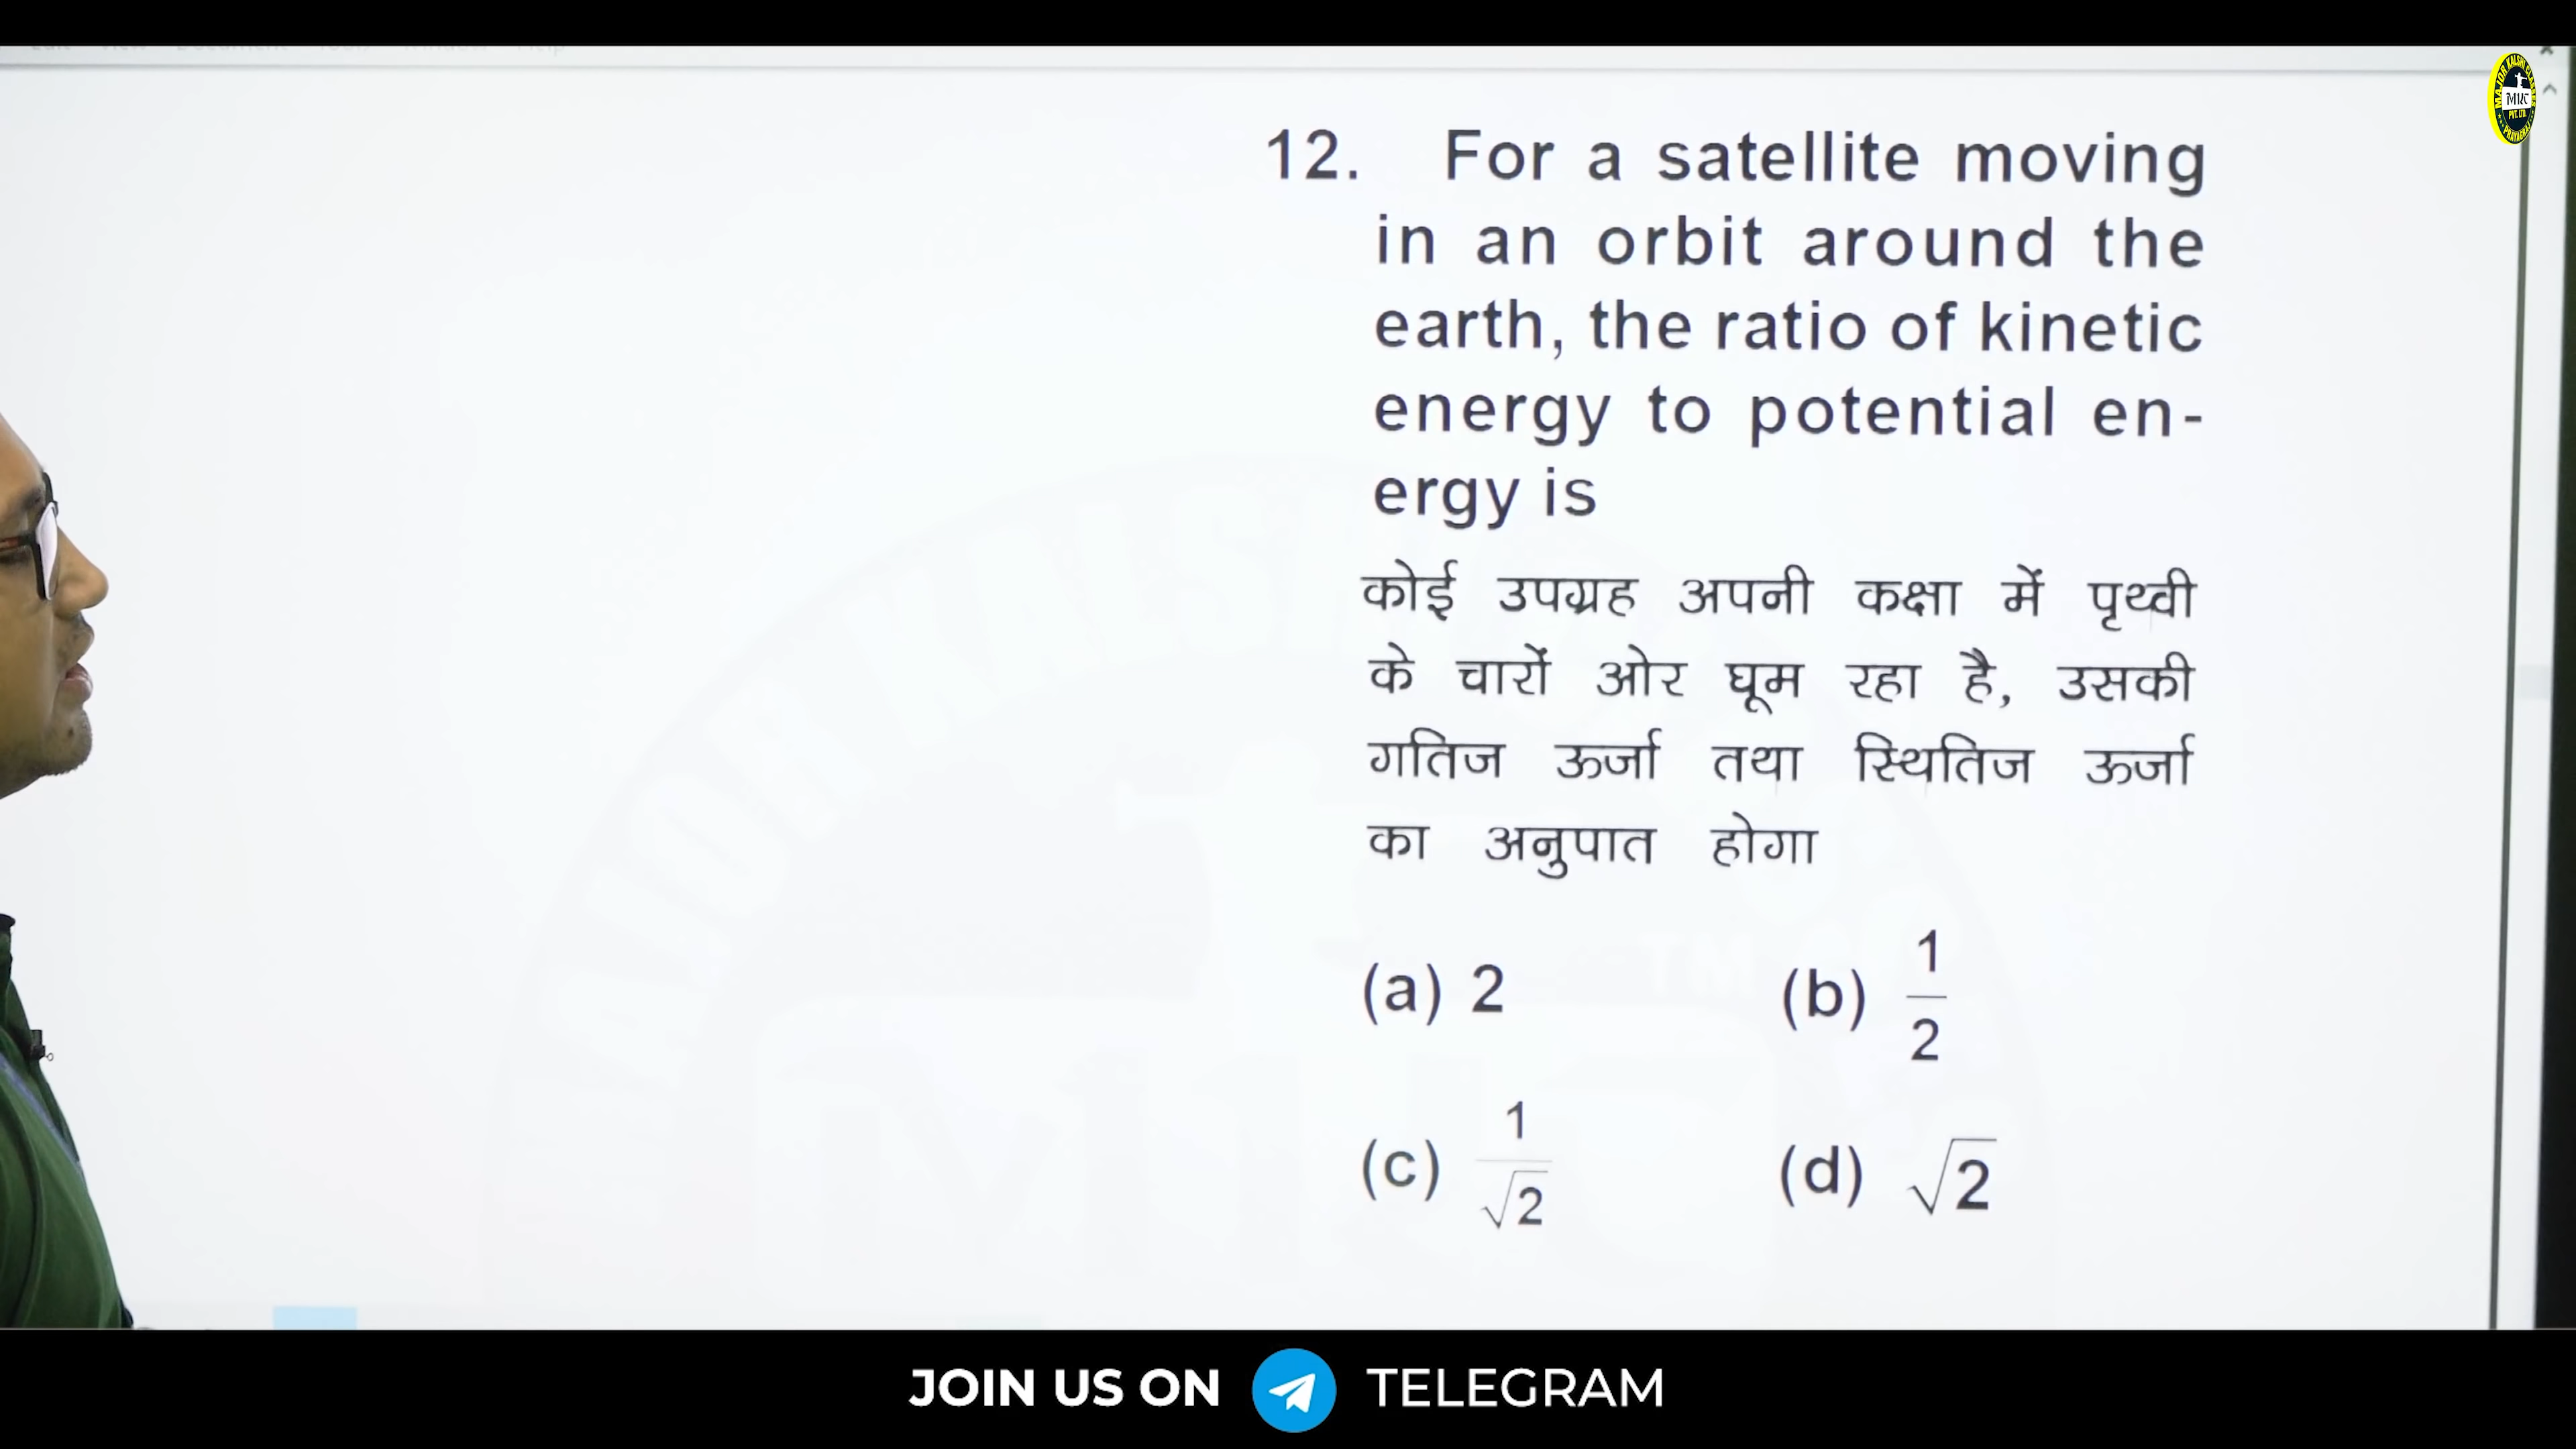 12. For a satellite moving
in an orbit around the
earth, the ratio of kinetic
energy to potential en-
ergy is
कोई उपग्रह अपनी कक्षा में पृथ्वी
के चारों ओर घूम रहा है, उसकी
गतिज ऊर्जा तथा स्थितिज ऊर्जा
का अनुपात होगा
(a) 2 (b) 1/2
(c) 1/√2 (d) √2
JOIN US ON TELEGRAM